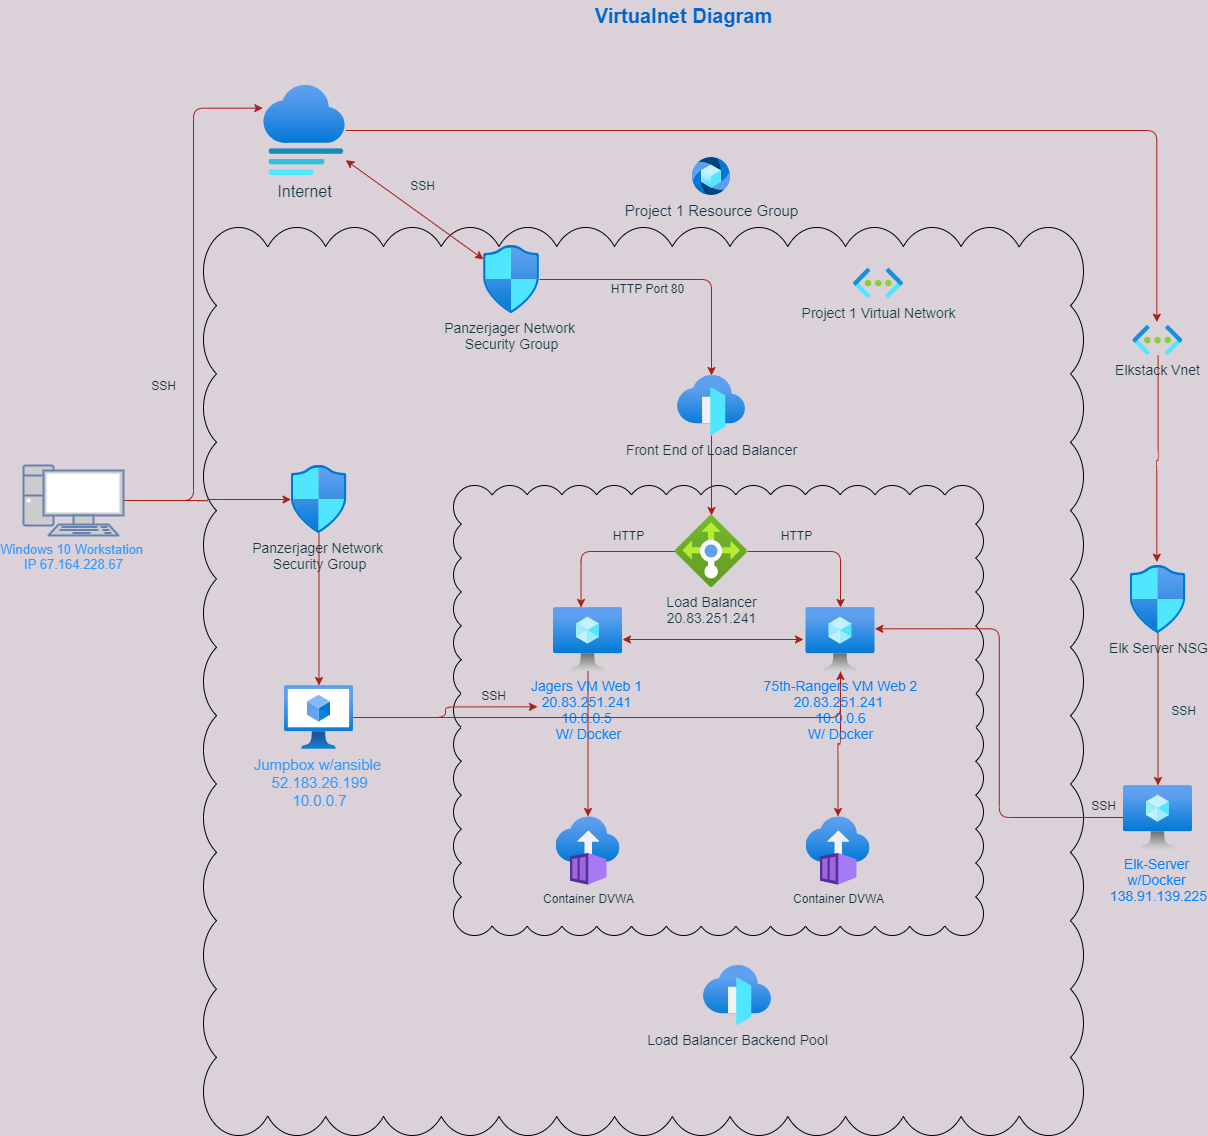 Virtualnet Diagram
Internet
SSH
Project 1 Resource Group
HTTP Port 80
Project 1 Virtual Network
Panzerjager Network
Security Group
Elkstack Vnet
SSH
Front End of Load Balancer
HTTP
HTTP
Windows 10 Workstation
IP 67.164.228.67
Panzerjager Network
Security Group
Load Balancer
20.83.251.241
Elk Server NSG
Jagers VM Web 1
20.83.251.241
10.0.0.5
W/ Docker
75th-Rangers VM Web 2
20.83.251.241
10.0.0.6
W/ Docker
SSH
SSH
Jumpbox w/ansible
52.183.26.199
10.0.0.7
SSH
Elk-Server
w/Docker
138.91.139.225
Container DVWA
Container DVWA
Load Balancer Backend Pool